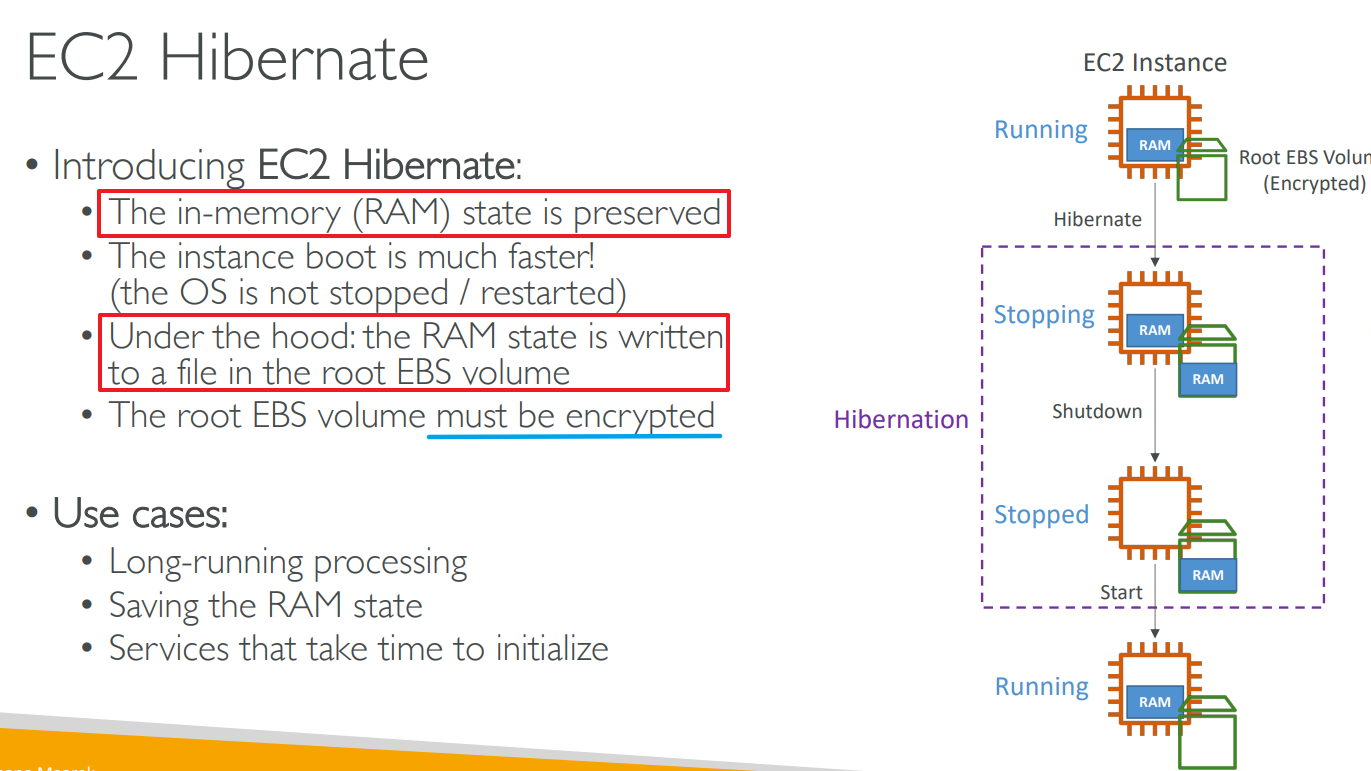 EC2 Hibernate
• Introducing EC2 Hibernate:
• The in-memory (RAM) state is preserved
• The instance boot is much faster!
(the OS is not stopped / restarted)
• Under the hood: the RAM state is written
to a file in the root EBS volume
• The root EBS volume must be encrypted
• Use cases:
• Long-running processing
• Saving the RAM state
• Services that take time to initialize
EC2 Instance
Running
RAM
Root EBS
(Encrypted)
Hibernate
Stopping
RAM
RAM
Hibernation
Shutdown
Stopped
RAM
Start
Running
RAM